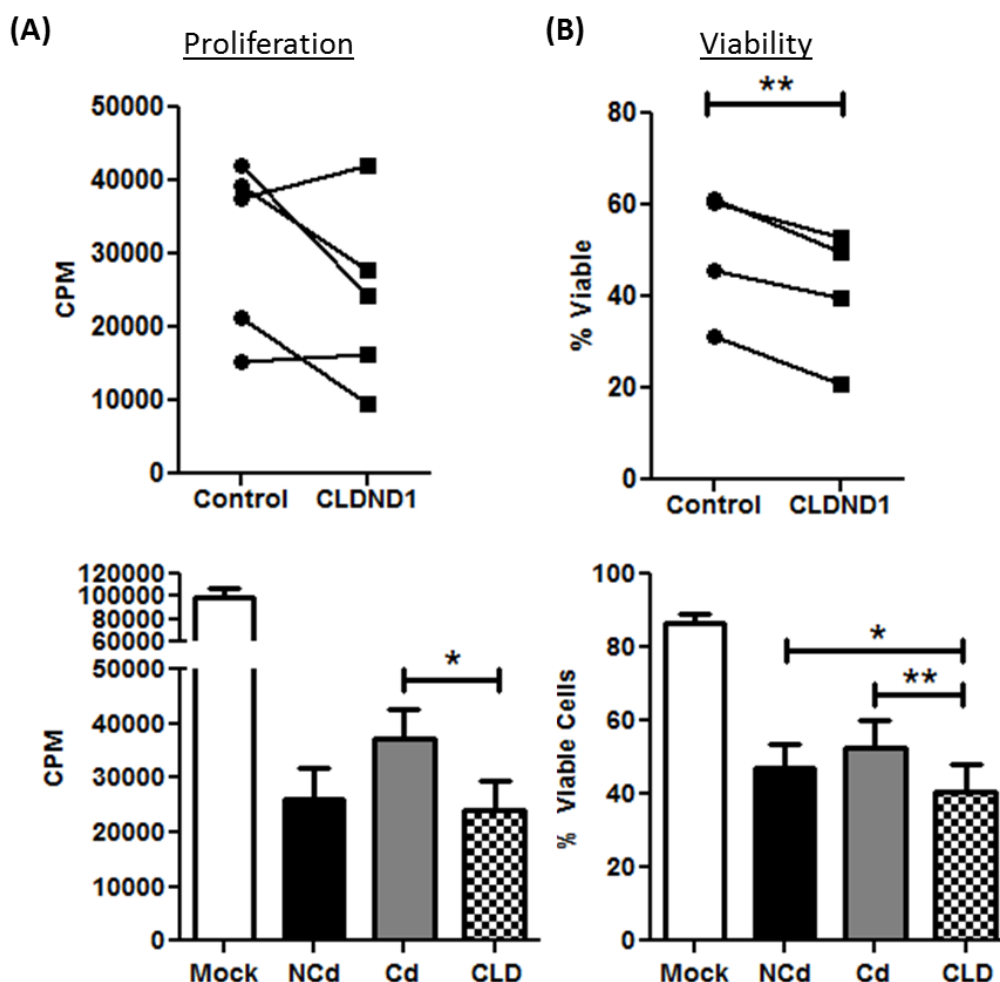 (A)
Proliferation
50000
40000
30000
20000
10000
0
CPM
Control CLDND1
(B)
Viability
**
80
60
40
20
0
% Viable
Control CLDND1
120000
100000
80000
60000
50000
40000
30000
20000
10000
0
CPM
*
Mock NCd Cd CLD
100
80
60
40
20
0
% Viable Cells
*
**
Mock NCd Cd CLD